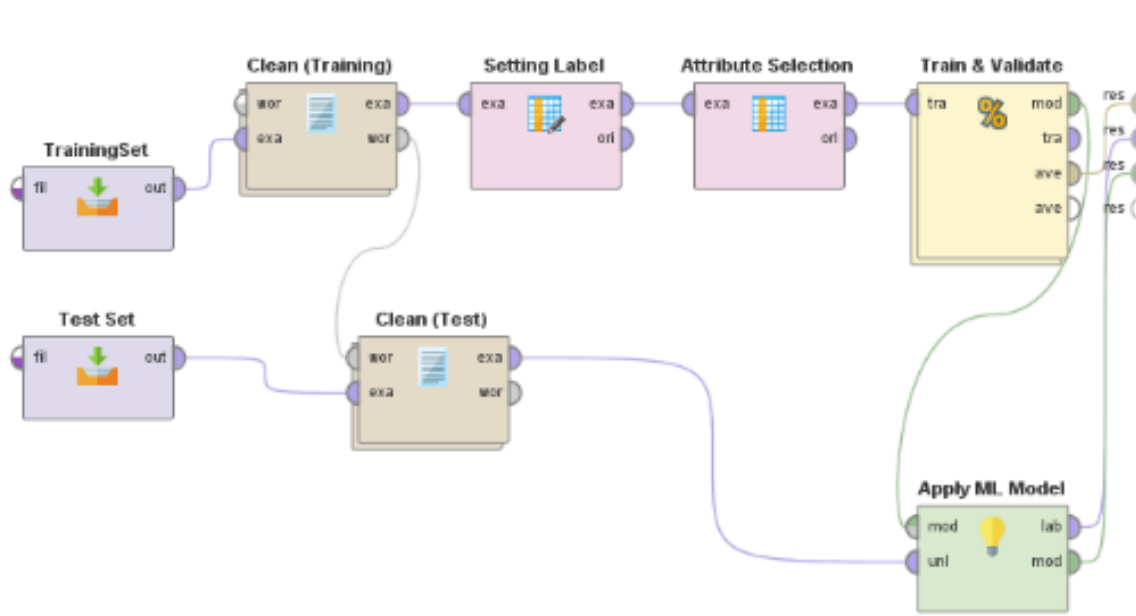 Clean (Training)
wor
exa
exa
wor
Setting Label
exa
exa
ori
Attribute Selection
exa
exa
ori
Train & Validate
tra
mod
tra
ave
ave
res
res
res
res
TrainingSet
fil
out
Test Set
fil
out
Clean (Test)
wor
exa
exa
wor
Apply ML Model
mod
lab
unl
mod